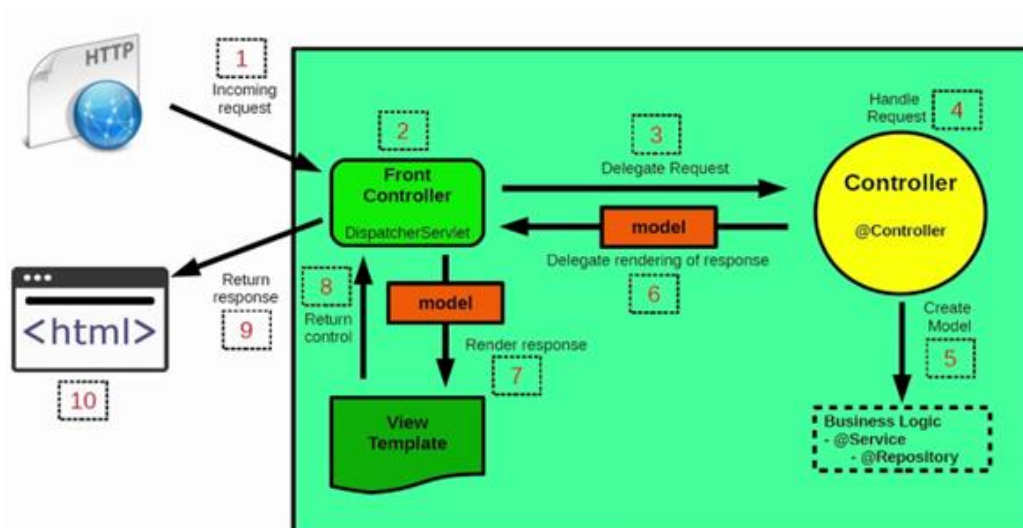 HTTP
1
Incoming
request
2
Front
Controller
DispatcherServlet
3
Delegate Request
Handle
Request
4
Controller
@Controller
model
Delegate rendering of response
6
Return
response
9
8
Return
control
model
Render response
7
Create
Model
5
<html>
10
View
Template
Business Logic
- @Service
- @Repository